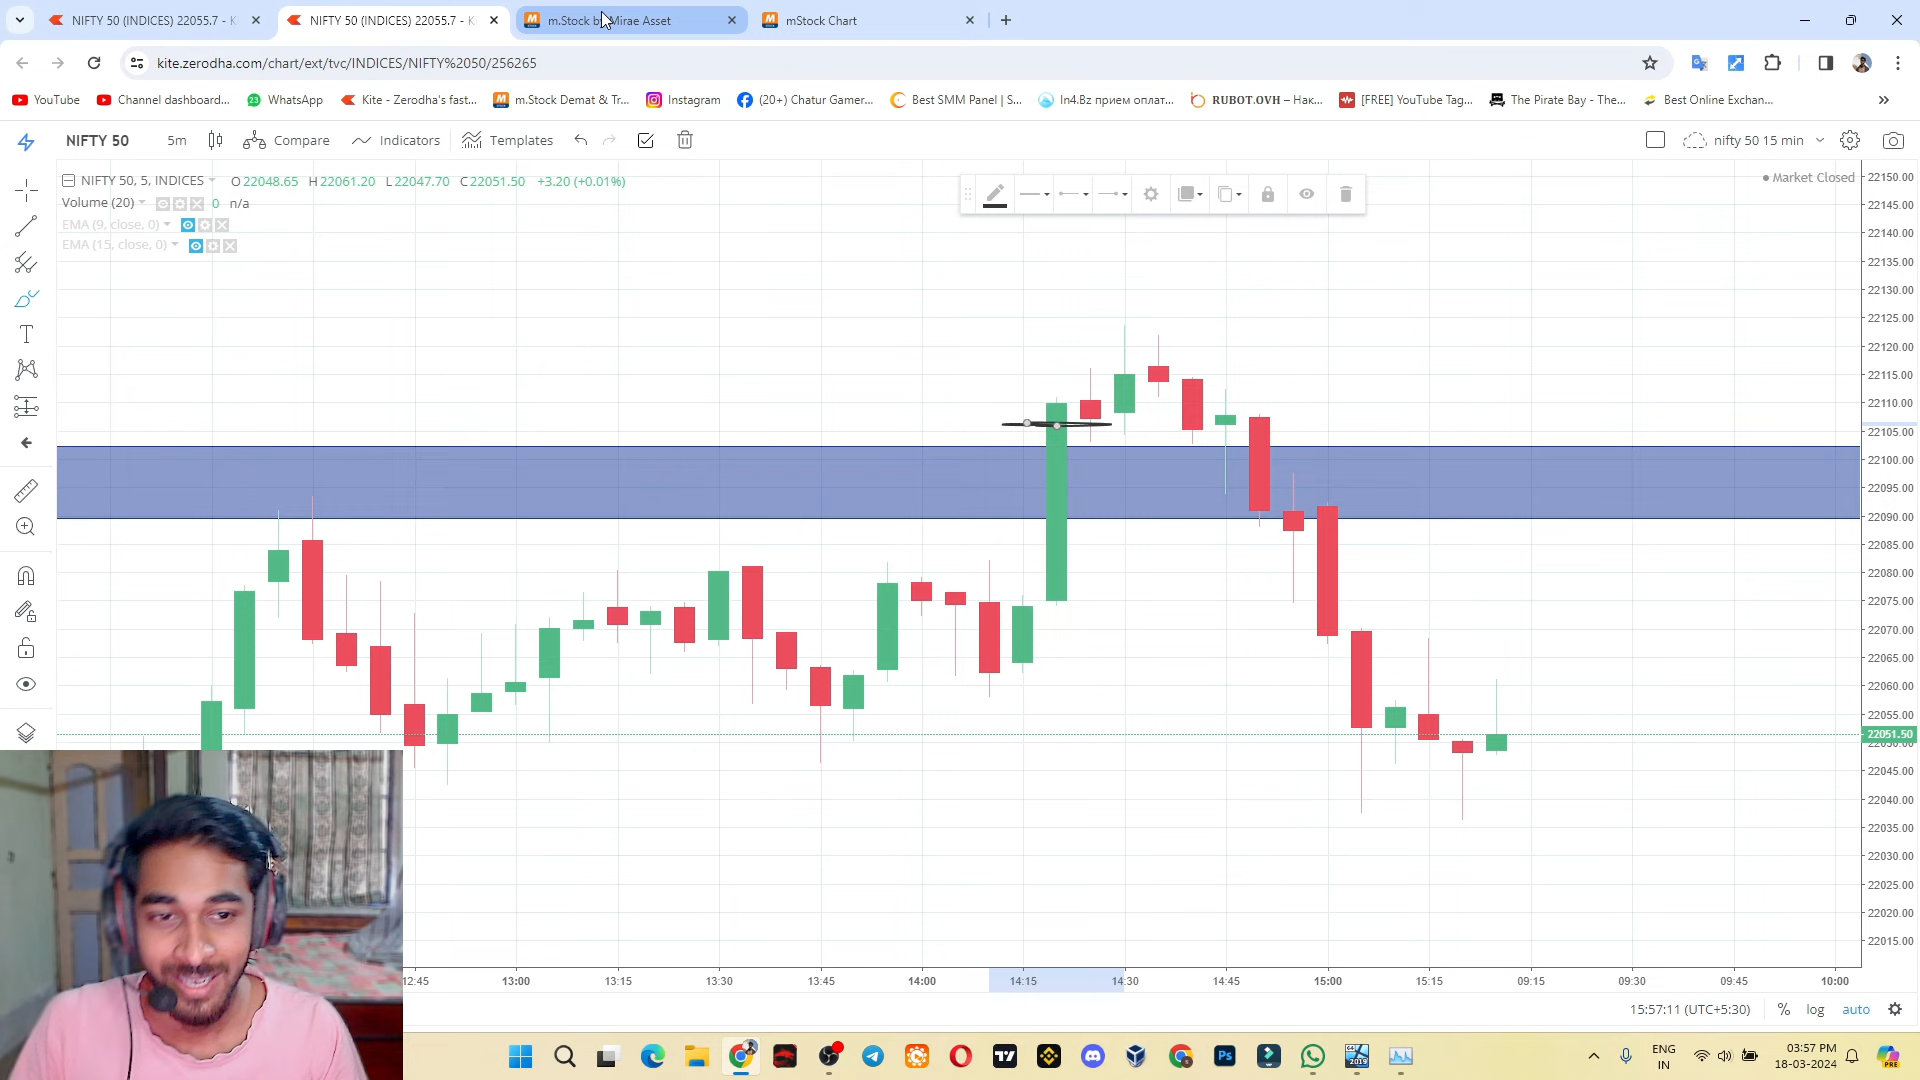 NIFTY 50 (INDICES) 22055.7 - K
NIFTY 50 (INDICES) 22055.7 - K
m.Stock by Mirae Asset
mStock Chart
kite.zerodha.com/chart/ext/tvc/INDICES/NIFTY%2050/256265
YouTube
Channel dashboard...
WhatsApp
Kite - Zerodha's fast...
m.Stock Demat & Tr...
Instagram
(20+) Chatur Gamer...
Best SMM Panel | S...
In4.Bz прием оплат...
RUBOT.OVH – Нак...
[FREE] YouTube Tag...
The Pirate Bay - The...
Best Online Exchan...
NIFTY 50
5m
Compare
Indicators
Templates
nifty 50 15 min
NIFTY 50, 5, INDICES
O 22048.65 H 22061.20 L 22047.70 C 22051.50 +3.20 (+0.01%)
Market Closed
Volume (20)
0 n/a
EMA (9, close, 0)
EMA (15, close, 0)
22150.00
22145.00
22140.00
22135.00
22130.00
22125.00
22120.00
22115.00
22110.00
22105.00
22100.00
22095.00
22090.00
22085.00
22080.00
22075.00
22070.00
22065.00
22060.00
22055.00
22051.50
22050.00
22045.00
22040.00
22035.00
22030.00
22025.00
22020.00
22015.00
12:45 13:00 13:15 13:30 13:45 14:00 14:15 14:30 14:45 15:00 15:15 09:15 09:30 09:45 10:00
15:57:11 (UTC+5:30)
%
log
auto
ENG
IN
03:57 PM
18-03-2024